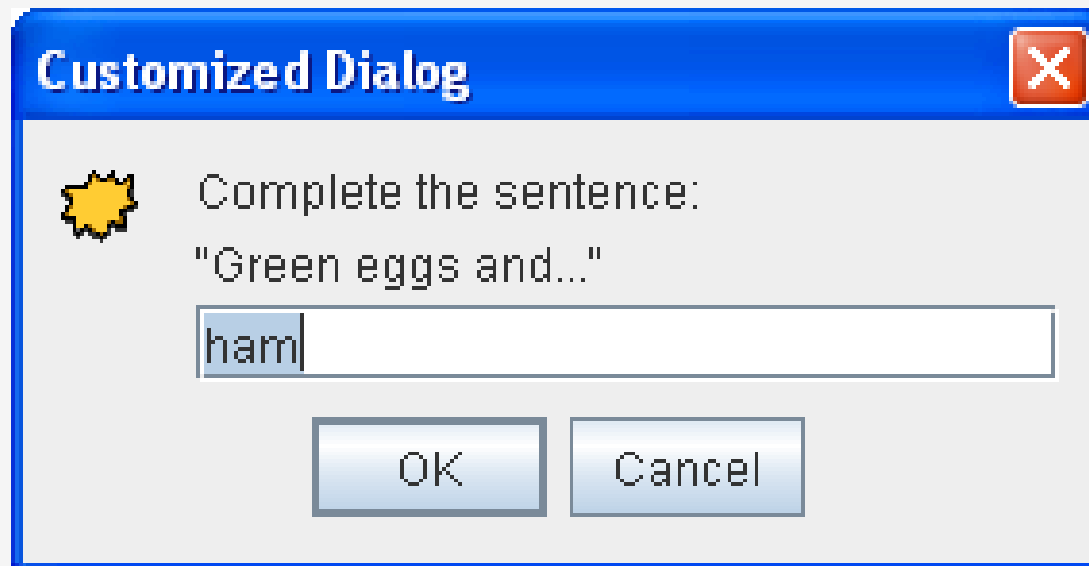 Customized Dialog
Complete the sentence:
"Green eggs and..."
ham
OK Cancel